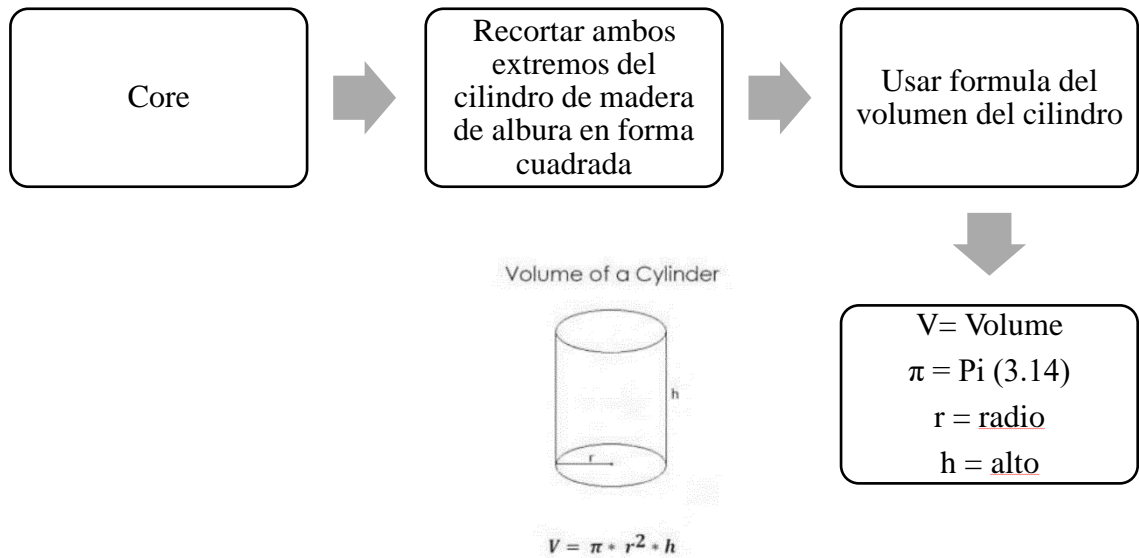 Core
Recortar ambos
extremos del
cilindro de madera
de albura en forma
cuadrada
Usar formula del
volumen del cilindro
Volume of a Cylinder
h
r
V = π * r² * h
V= Volume
π = Pi (3.14)
r = radio
h = alto